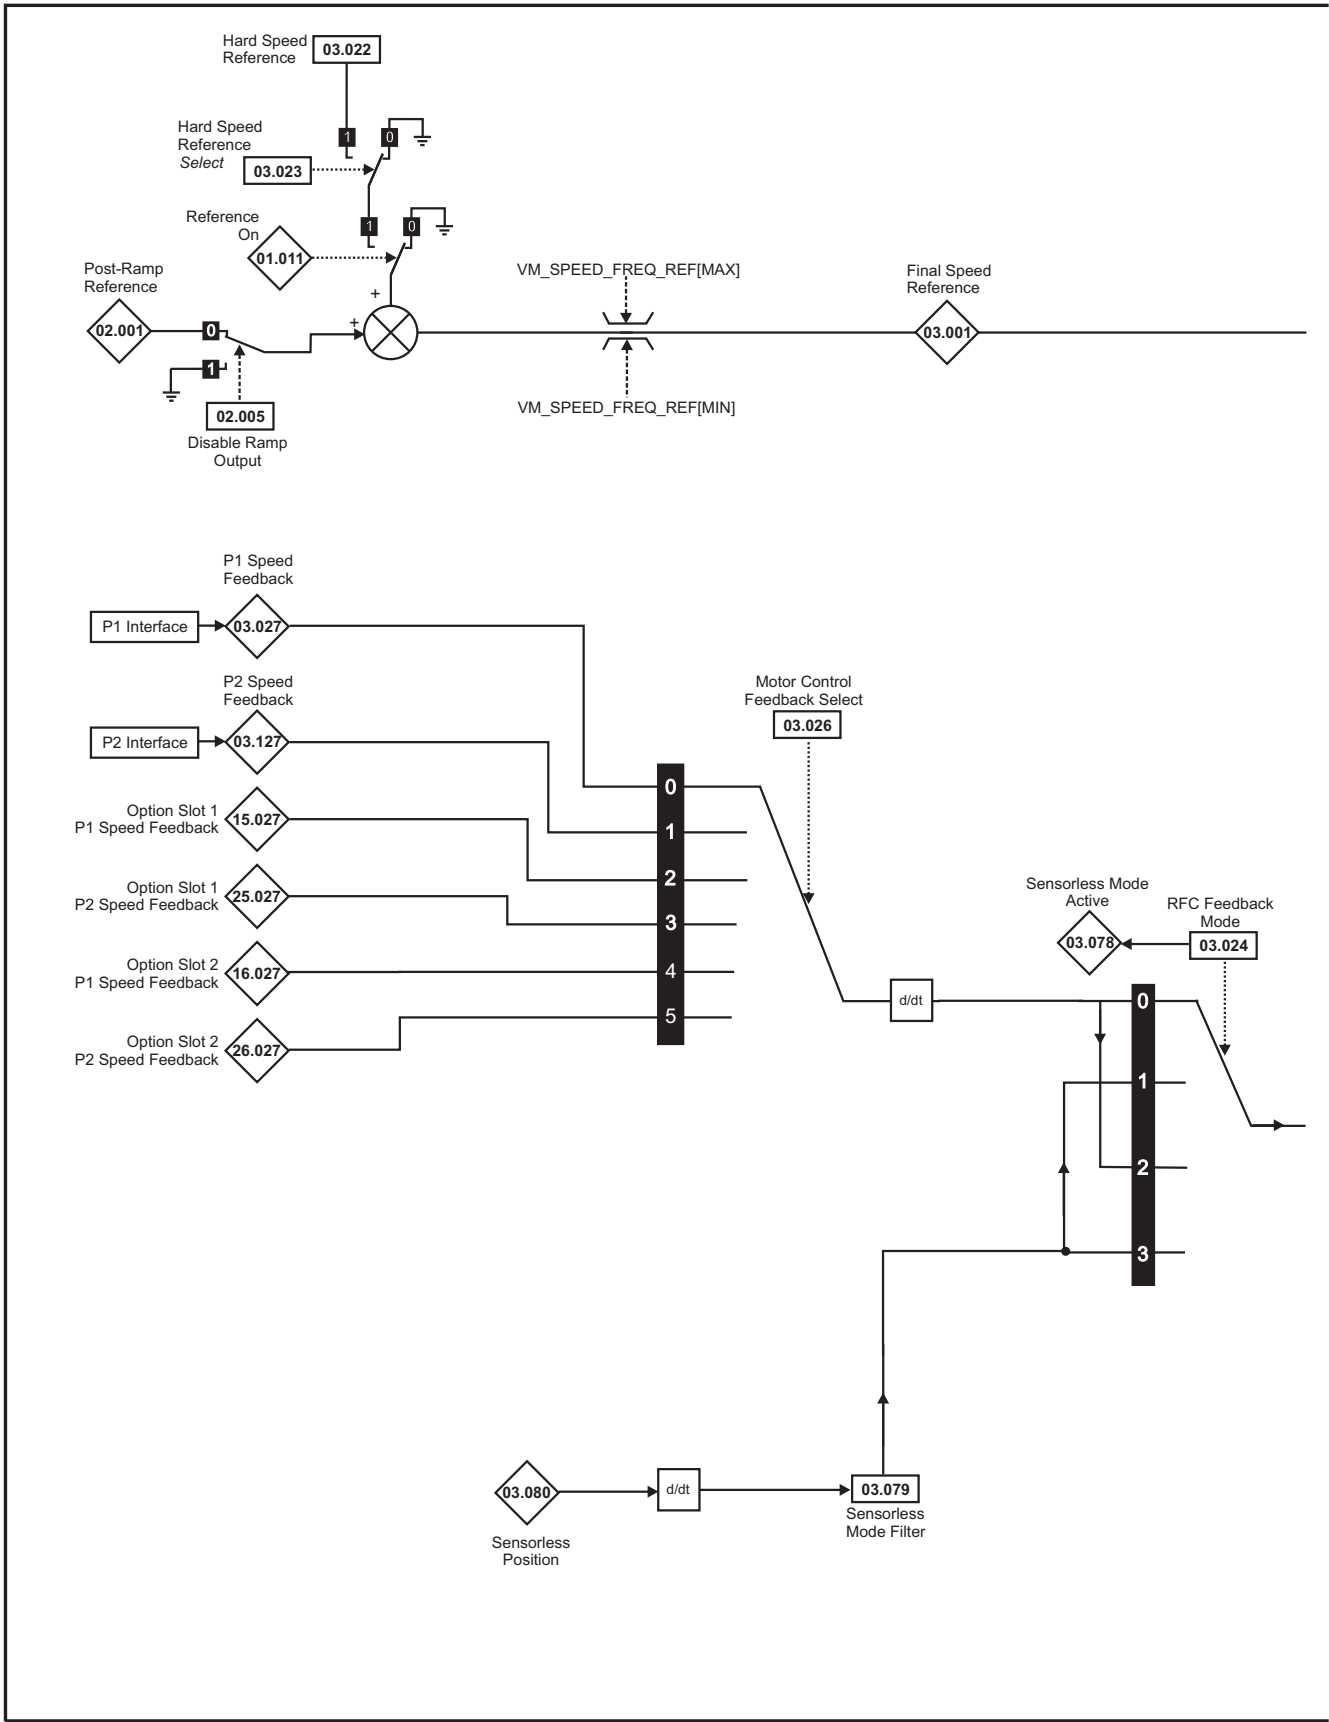 Hard Speed
Reference
03.022
1
0
Hard Speed
Reference
Select
03.023
1
0
Reference
On
01.011
+
+
Post-Ramp
Reference
02.001
0
1
02.005
Disable Ramp
Output
VM_SPEED_FREQ_REF[MAX]
VM_SPEED_FREQ_REF[MIN]
Final Speed
Reference
03.001
P1 Speed
Feedback
P1 Interface
03.027
P2 Speed
Feedback
P2 Interface
03.127
Option Slot 1
P1 Speed Feedback
15.027
Option Slot 1
P2 Speed Feedback
25.027
Option Slot 2
P1 Speed Feedback
16.027
Option Slot 2
P2 Speed Feedback
26.027
0
1
2
3
4
5
Motor Control
Feedback Select
03.026
d/dt
Sensorless Mode
Active
03.078
RFC Feedback
Mode
03.024
0
1
2
3
03.080
Sensorless
Position
d/dt
03.079
Sensorless
Mode Filter